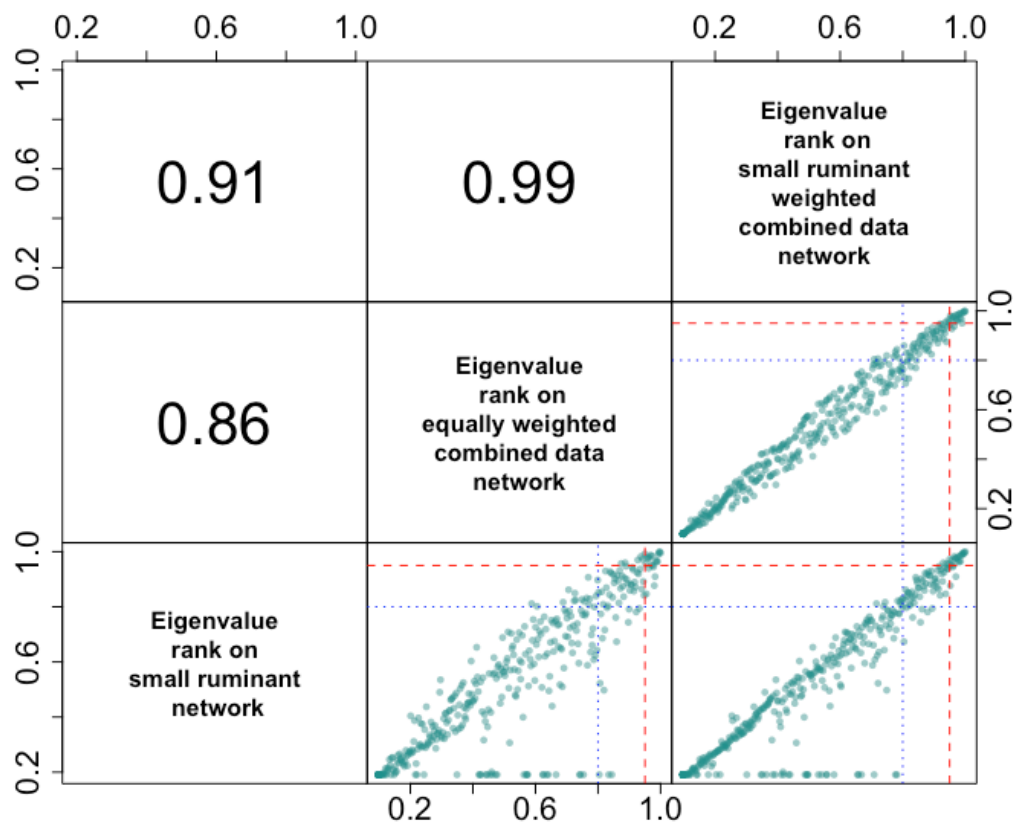 0.2 0.6 1.0 0.2 0.6 1.0
1.0
0.6
0.2
0.91
0.99
Eigenvalue
rank on
small ruminant
weighted
combined data
network
0.86
Eigenvalue
rank on
equally weighted
combined data
network
1.0
0.6
0.2
1.0
0.6
0.2
Eigenvalue
rank on
small ruminant
network
0.2 0.6 1.0